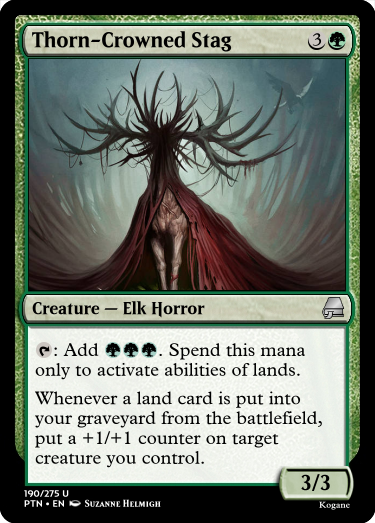 Thorn-Crowned Stag 3
Creature — Elk Horror
: Add . Spend this mana
only to activate abilities of lands.
Whenever a land card is put into
your graveyard from the battlefield,
put a +1/+1 counter on target
creature you control.
3/3
190/275 U
PTN • EN Suzanne Helmigh
Kogane